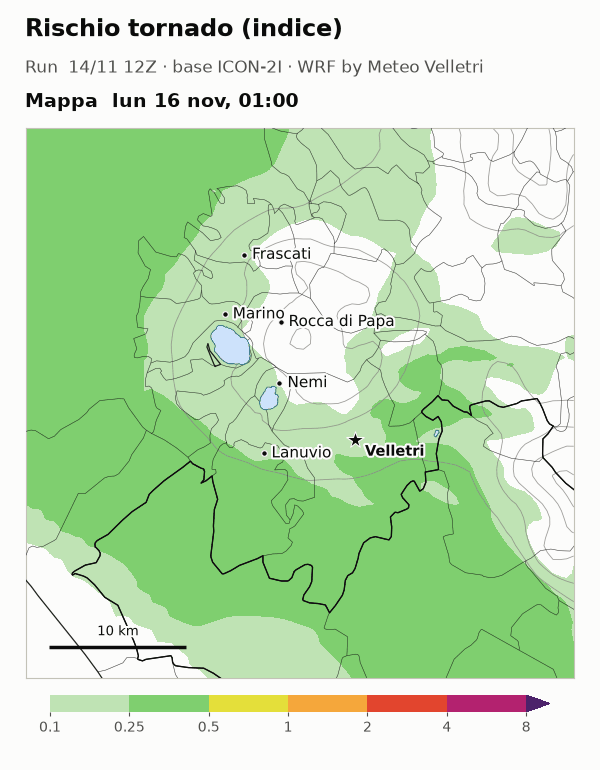 Rischio tornado (indice)
Run  14/11 12Z · base ICON-2I · WRF by Meteo Velletri
Mappa  lun 16 nov, 01:00
Frascati
Marino
Rocca di Papa
Nemi
Velletri
Lanuvio
10 km
0.1 0.25 0.5 1 2 4 8